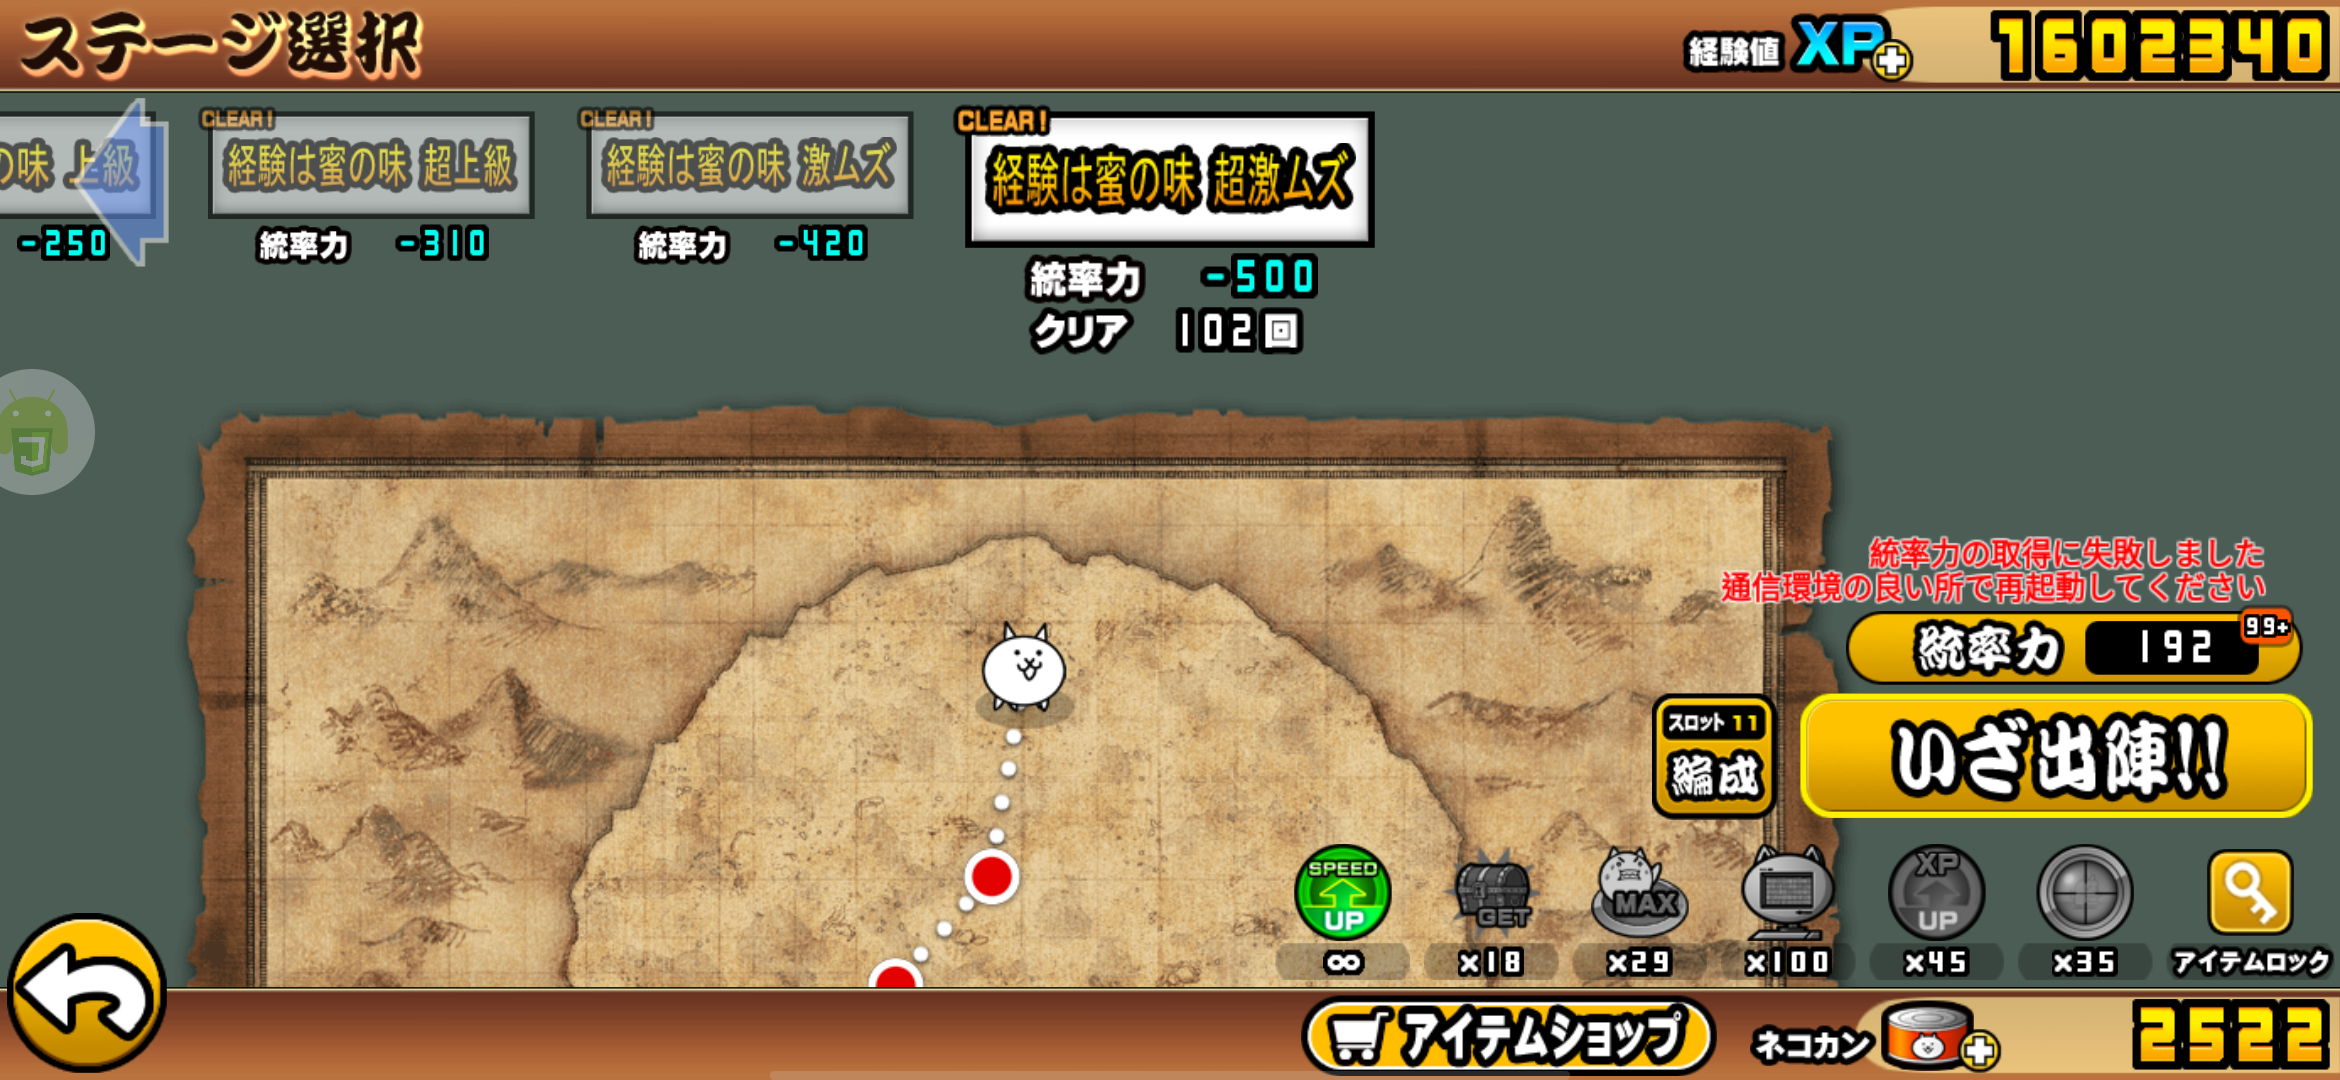 ステージ選択
経験値 XP 1602340
の味 上級
-250
CLEAR!
経験は蜜の味 超上級
統率力 -310
CLEAR!
経験は蜜の味 激ムズ
統率力 -420
CLEAR!
経験は蜜の味 超激ムズ
統率力 -500
クリア 102回
統率力の取得に失敗しました
通信環境の良い所で再起動してください
統率力 192
99+
スロット 11
編成
いざ出陣!!
SPEED UP
∞
GET
×18
MAX
×29
×100
XP UP
×45
×35
アイテムロック
アイテムショップ
ネコカン 2522